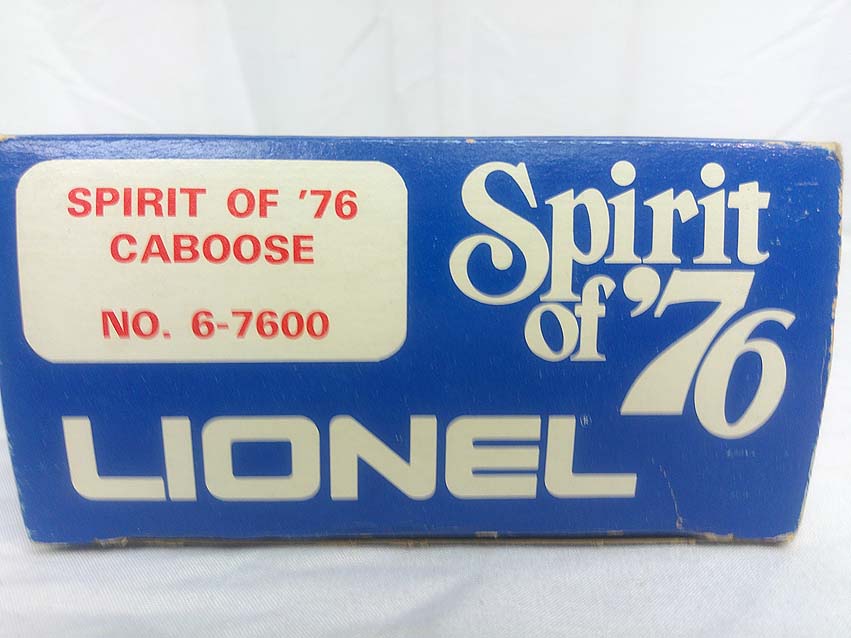 SPIRIT OF '76
CABOOSE
NO. 6-7600
Spirit
of '76
LIONEL